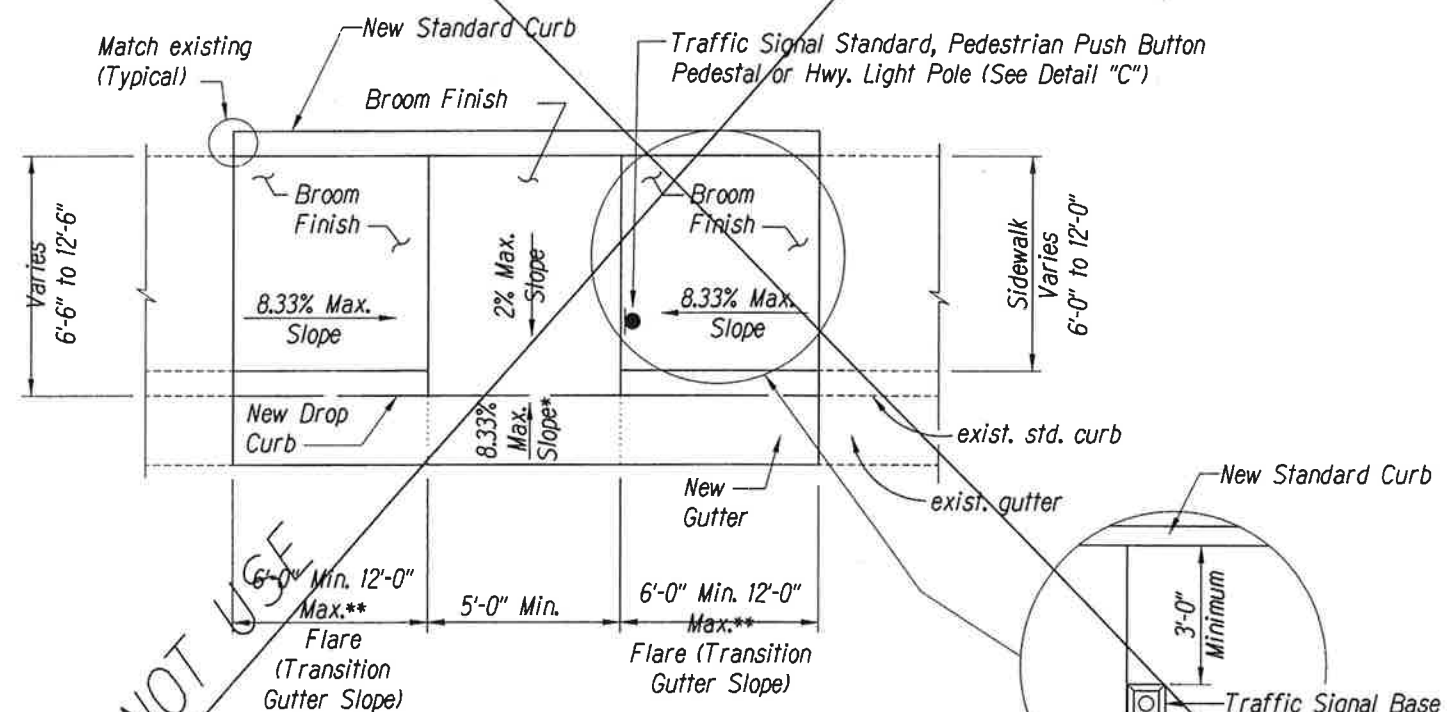 New Standard Curb
Match existing
(Typical)
Traffic Signal Standard, Pedestrian Push Button
Pedestal or Hwy. Light Pole (See Detail "C")
Broom Finish
Broom
Finish
Broom
Finish
Varies
6'-6" to 12'-6"
2% Max.
Slope
8.33% Max.
Slope
8.33% Max.
Slope
Sidewalk
Varies
6'-0" to 12'-0"
New Drop
Curb
8.33%
Max.
Slope*
exist. std. curb
New
Gutter
exist. gutter
New Standard Curb
6'-0" Min. 12'-0"
Max.**
Flare
(Transition
Gutter Slope)
5'-0" Min.
6'-0" Min. 12'-0"
Max.**
Flare (Transition
Gutter Slope)
3'-0"
Minimum
Traffic Signal Base
NOT USE